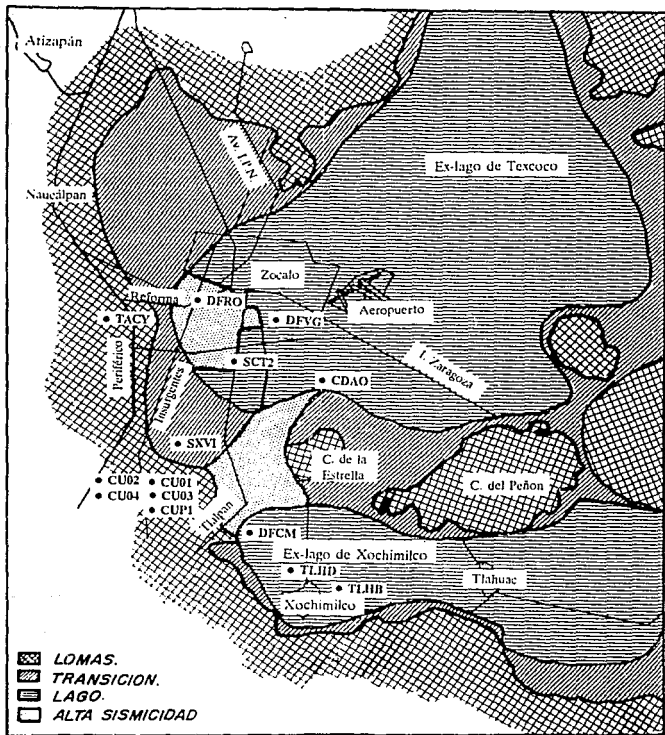 Atizapán
AV. I.N.P.
Ex-lago de Texcoco
Naucálpan
Zocalo
Reforma
DFRO
Aeropuerto
TACY
DFVG
Periférico
SCT2
I. Zaragoza
Insurgentes
CDAO
SXVI
C. de la
Estrella
CU02
CU01
C. del Peñon
CU04
CU03
CUP1
Tlalpan
DFCM
Ex-lago de Xochimilco
TLHD
Tlahuac
TLHB
Xochimilco
LOMAS.
TRANSICION.
LAGO.
ALTA SISMICIDAD